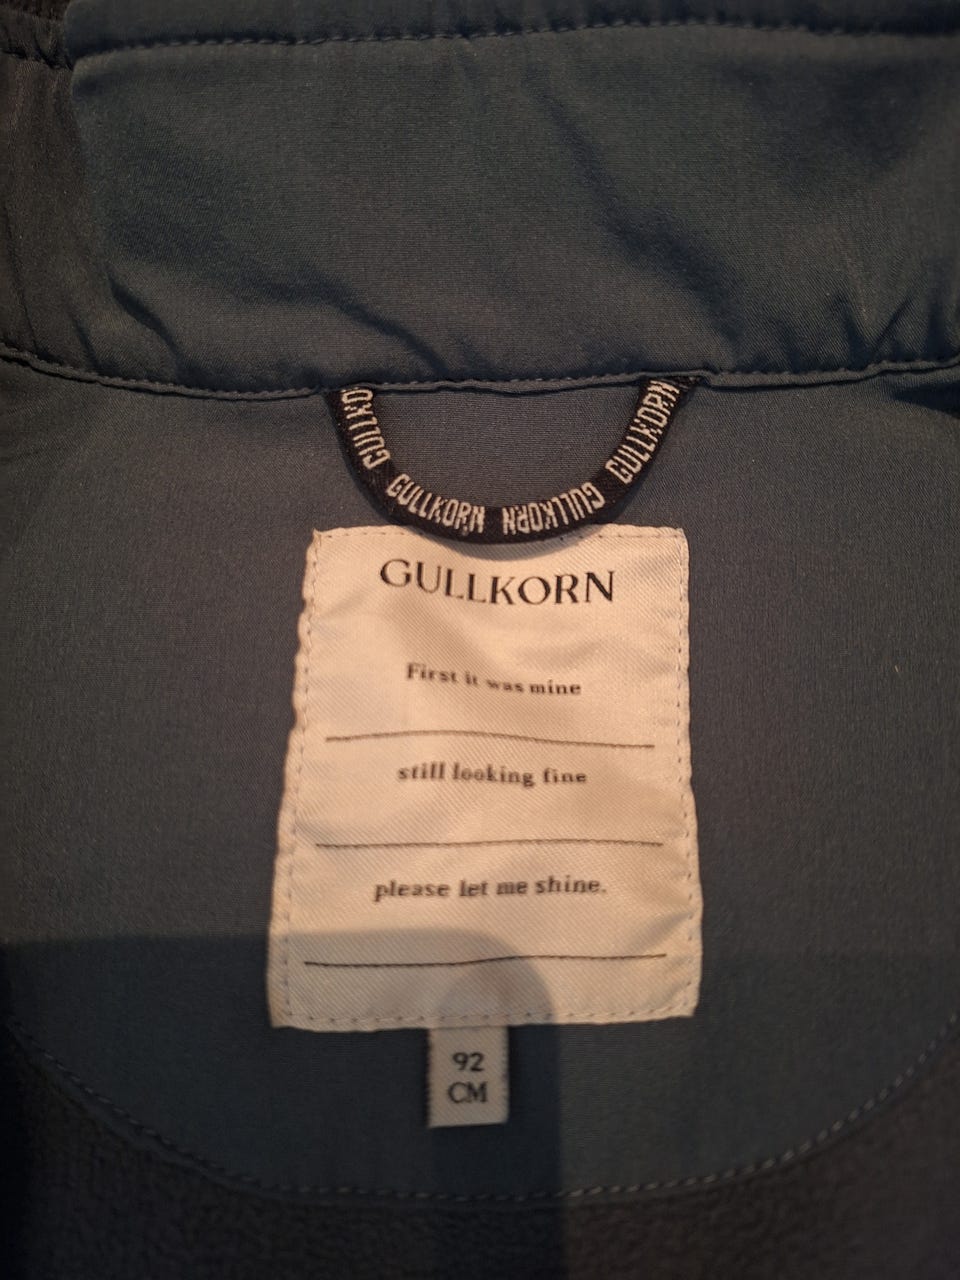 GULLKORN
GULLKORN
GULLKORN
GULLKORN
GULLKORN
First it was mine
still looking fine
please let me shine.
92
CM